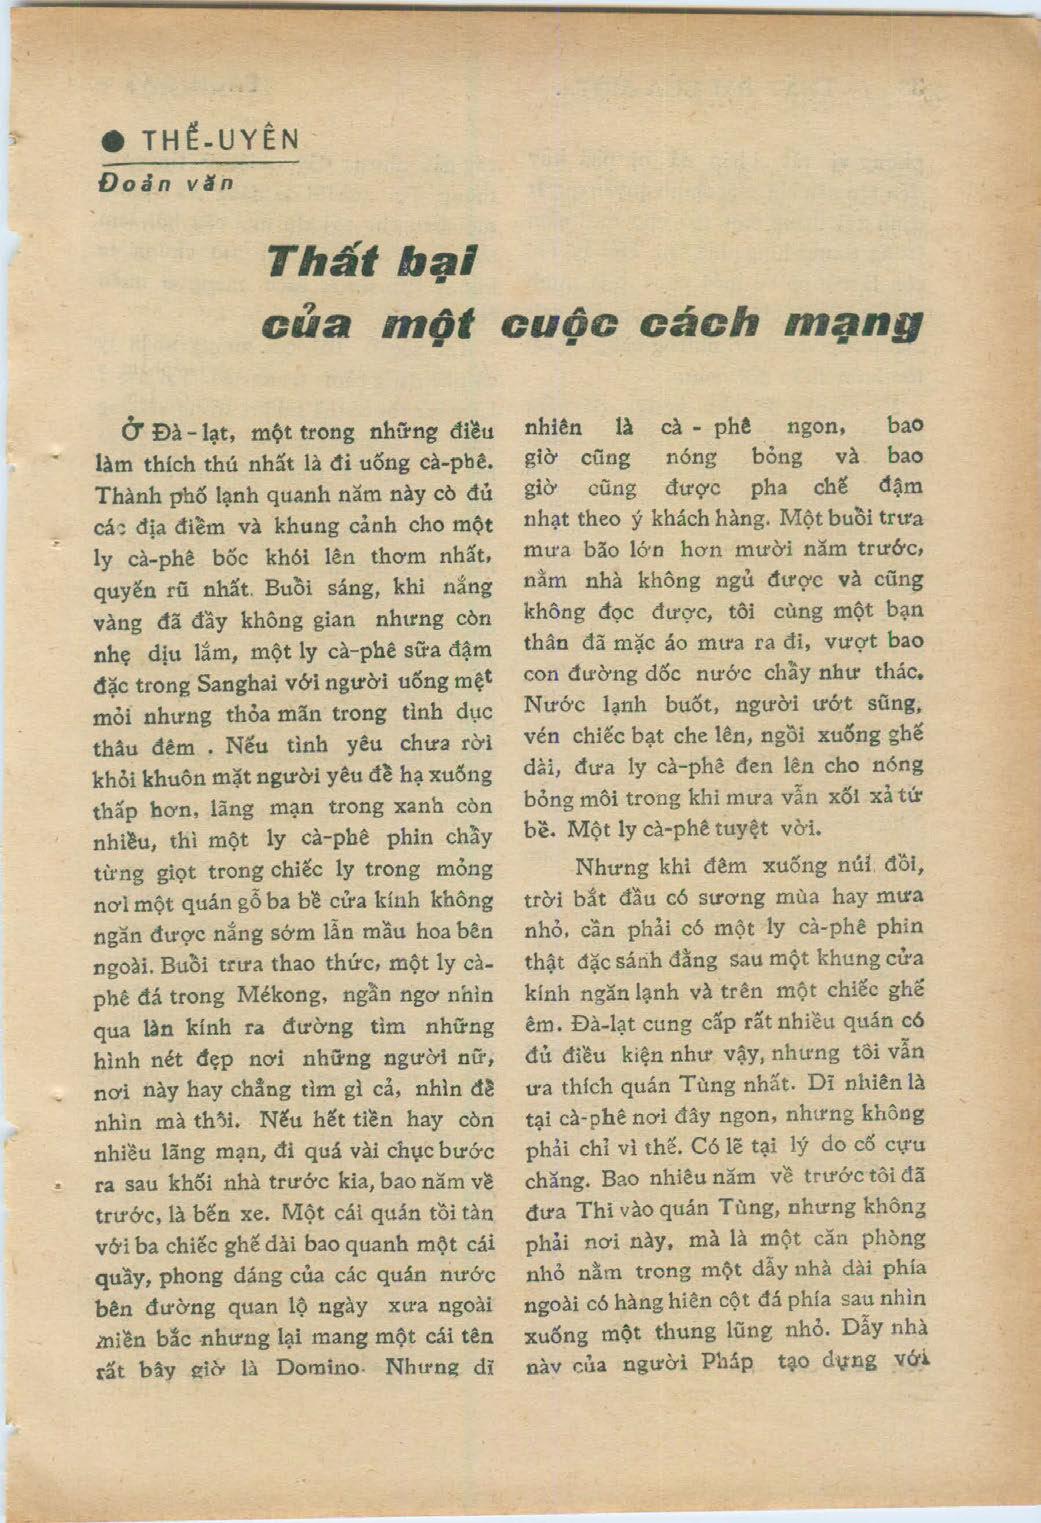 ● THẾ-UYÊN
Đoản văn
Thất bại
của một cuộc cách mạng
Ở Đà-lạt, một trong những điều
làm thích thú nhất là đi uống cà-phê.
Thành phố lạnh quanh năm này cò đủ
các địa điểm và khung cảnh cho một
ly cà-phê bốc khói lên thơm nhất,
quyến rũ nhất. Buổi sáng, khi nắng
vàng đã đầy không gian nhưng còn
nhẹ dịu lắm, một ly cà-phê sữa đậm
đặc trong Sanghai với người uống mệt
mỏi nhưng thỏa mãn trong tình dục
thâu đêm . Nếu tình yêu chưa rời
khỏi khuôn mặt người yêu để hạ xuống
thấp hơn, lãng mạn trong xanh còn
nhiều, thì một ly cà-phê phin chầy
từng giọt trong chiếc ly trong mỏng
nơi một quán gỗ ba bề cửa kính không
ngăn được nắng sớm lẫn mầu hoa bên
ngoài. Buổi trưa thao thức, một ly cà-
phê đá trong Mékong, ngẩn ngơ nhìn
qua làn kính ra đường tìm những
hình nét đẹp nơi những người nữ,
nơi này hay chẳng tìm gì cả, nhìn để
nhìn mà thôi. Nếu hết tiền hay còn
nhiều lãng mạn, đi quá vài chục bước
ra sau khối nhà trước kia, bao năm về
trước, là bến xe. Một cái quán tồi tàn
với ba chiếc ghế dài bao quanh một cái
quầy, phong dáng của các quán nước
bên đường quan lộ ngày xưa ngoài
miền bắc nhưng lại mang một cái tên
rất bây giờ là Domino. Nhưng dĩ
nhiên là cà - phê ngon, bao
giờ cũng nóng bỏng và bao
giờ cũng được pha chế đậm
nhạt theo ý khách hàng. Một buổi trưa
mưa bão lớn hơn mười năm trước,
nằm nhà không ngủ được và cũng
không đọc được, tôi cùng một bạn
thân đã mặc áo mưa ra đi, vượt bao
con đường dốc nước chầy như thác.
Nước lạnh buốt, người ướt sũng,
vén chiếc bạt che lên, ngồi xuống ghế
dài, đưa ly cà-phê đen lên cho nóng
bỏng môi trong khi mưa vẫn xối xả tứ
bề. Một ly cà-phê tuyệt vời.
Nhưng khi đêm xuống núi đồi,
trời bắt đầu có sương mùa hay mưa
nhỏ, cần phải có một ly cà-phê phin
thật đặc sánh đằng sau một khung cửa
kính ngăn lạnh và trên một chiếc ghế
êm. Đà-lạt cung cấp rất nhiều quán có
đủ điều kiện như vậy, nhưng tôi vẫn
ưa thích quán Tùng nhất. Dĩ nhiên là
tại cà-phê nơi đây ngon, nhưng không
phải chỉ vì thế. Có lẽ tại lý do cố cựu
chăng. Bao nhiêu năm về trước tôi đã
đưa Thi vào quán Tùng, nhưng không
phải nơi này, mà là một căn phòng
nhỏ nằm trong một dẫy nhà dài phía
ngoài có hàng hiên cột đá phía sau nhìn
xuống một thung lũng nhỏ. Dẫy nhà
này của người Pháp tạo dựng với